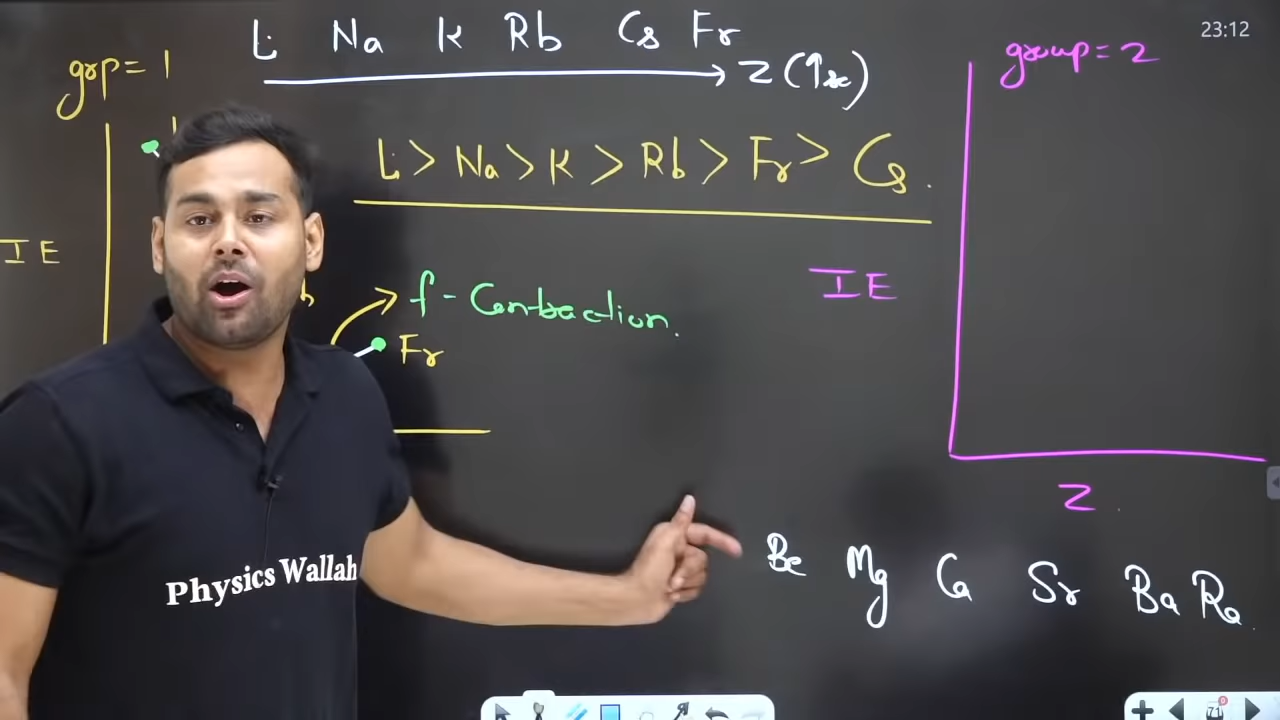 Li Na K Rb Cs Fr
23:12
grp = 1
Z (↑se)
group = 2
Li > Na > K > Rb > Fr > Cs.
IE
IE
f - Contraction.
Fr
Z.
Be Mg Ca Sr Ba Ra.
Physics Wallah
71